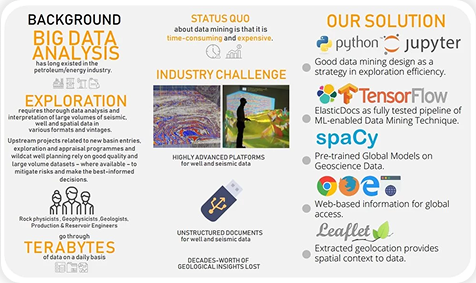 BACKGROUND
BIG DATA
ANALYSIS
has long existed in the
petroleum/energy industry.
EXPLORATION
requires thorough data analysis and
interpretation of large volumes of seismic,
well and spatial data in
various formats and vintages.
Upstream projects related to new basin entries,
exploration and appraisal programmes and
wildcat well planning rely on good quality and
large volume datasets – where available – to
mitigate risks and make the best-informed
decisions.
Rock physicists, Geophysicists, Geologists,
Production & Reservoir Engineers
go through
TERABYTES
of data on a daily basis
STATUS QUO
about data mining is that it is
time-consuming and expensive.
INDUSTRY CHALLENGE
HIGHLY ADVANCED PLATFORMS
for well and seismic data
UNSTRUCTURED DOCUMENTS
for well and seismic data
DECADES-WORTH OF
GEOLOGICAL INSIGHTS LOST
OUR SOLUTION
python jupyter
Good data mining design as a
strategy in exploration efficiency.
TensorFlow
ElasticDocs as fully tested pipeline of
ML-enabled Data Mining Technique.
spaCy
Pre-trained Global Models on
Geoscience Data.
Web-based information for global
access.
Leaflet
Extracted geolocation provides
spatial context to data.